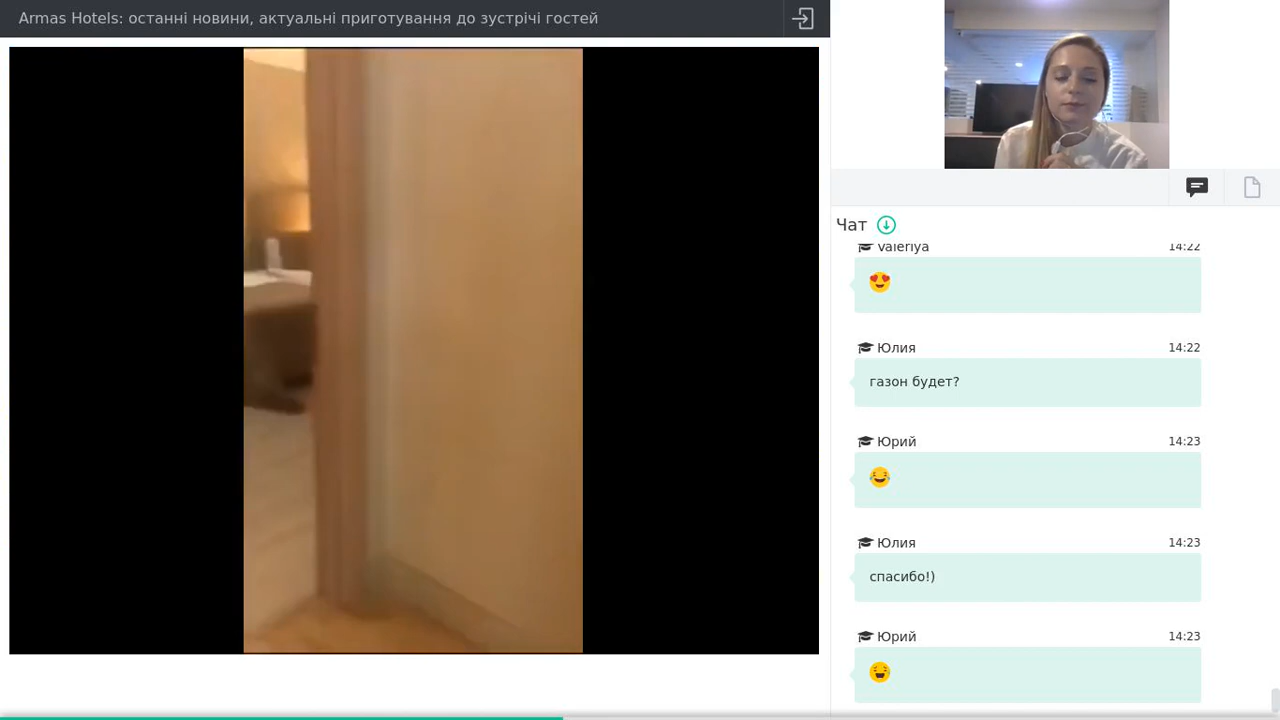 Armas Hotels: останні новини, актуальні приготування до зустрічі гостей
Чат
Valeriya 14:22
Юлия 14:22
газон будет?
Юрий 14:23
Юлия 14:23
спасибо!)
Юрий 14:23